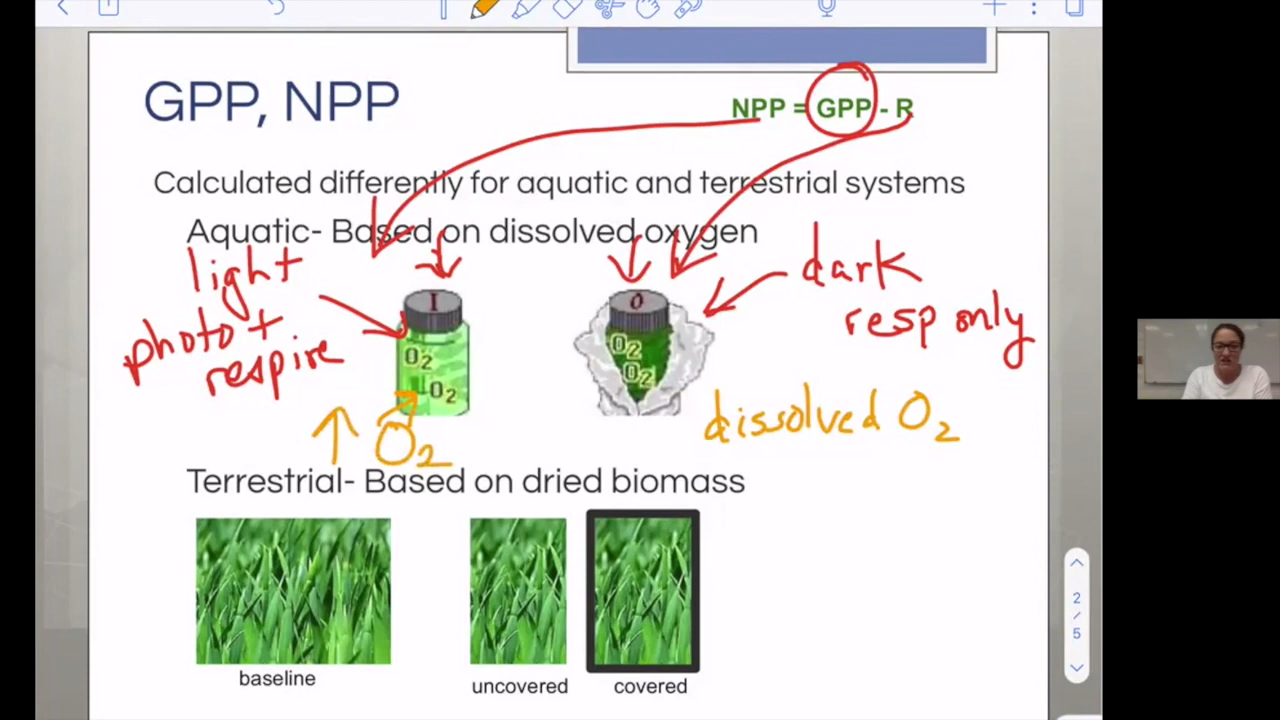 GPP, NPP
NPP = GPP - R
Calculated differently for aquatic and terrestrial systems
Aquatic- Based on dissolved oxygen
light
photo +
respire
I
O2
O2
↑ O2
O
O2
O2
dark
resp only
dissolved O2
Terrestrial- Based on dried biomass
baseline
uncovered
covered
2
/
5